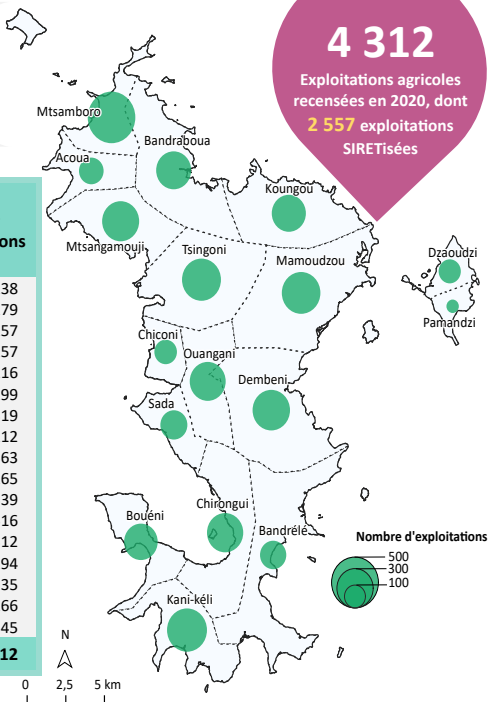 4 312
Exploitations agricoles
recensées en 2020, dont
2 557 exploitations
SIRETisées
Mtsamboro
Bandraboua
Acoua
Koungou
Mtsangamouji
Tsingoni
Mamoudzou
Dzaoudzi
Pamandzi
Chiconi
Ouangani
Dembeni
Sada
Chirongui
Bouéni
Bandrélé
Kani-kéli
Nombre d'exploitations
500
300
100
ons
38
79
57
57
16
99
19
12
63
65
39
16
12
94
35
66
45
12
N
0 2,5 5 km